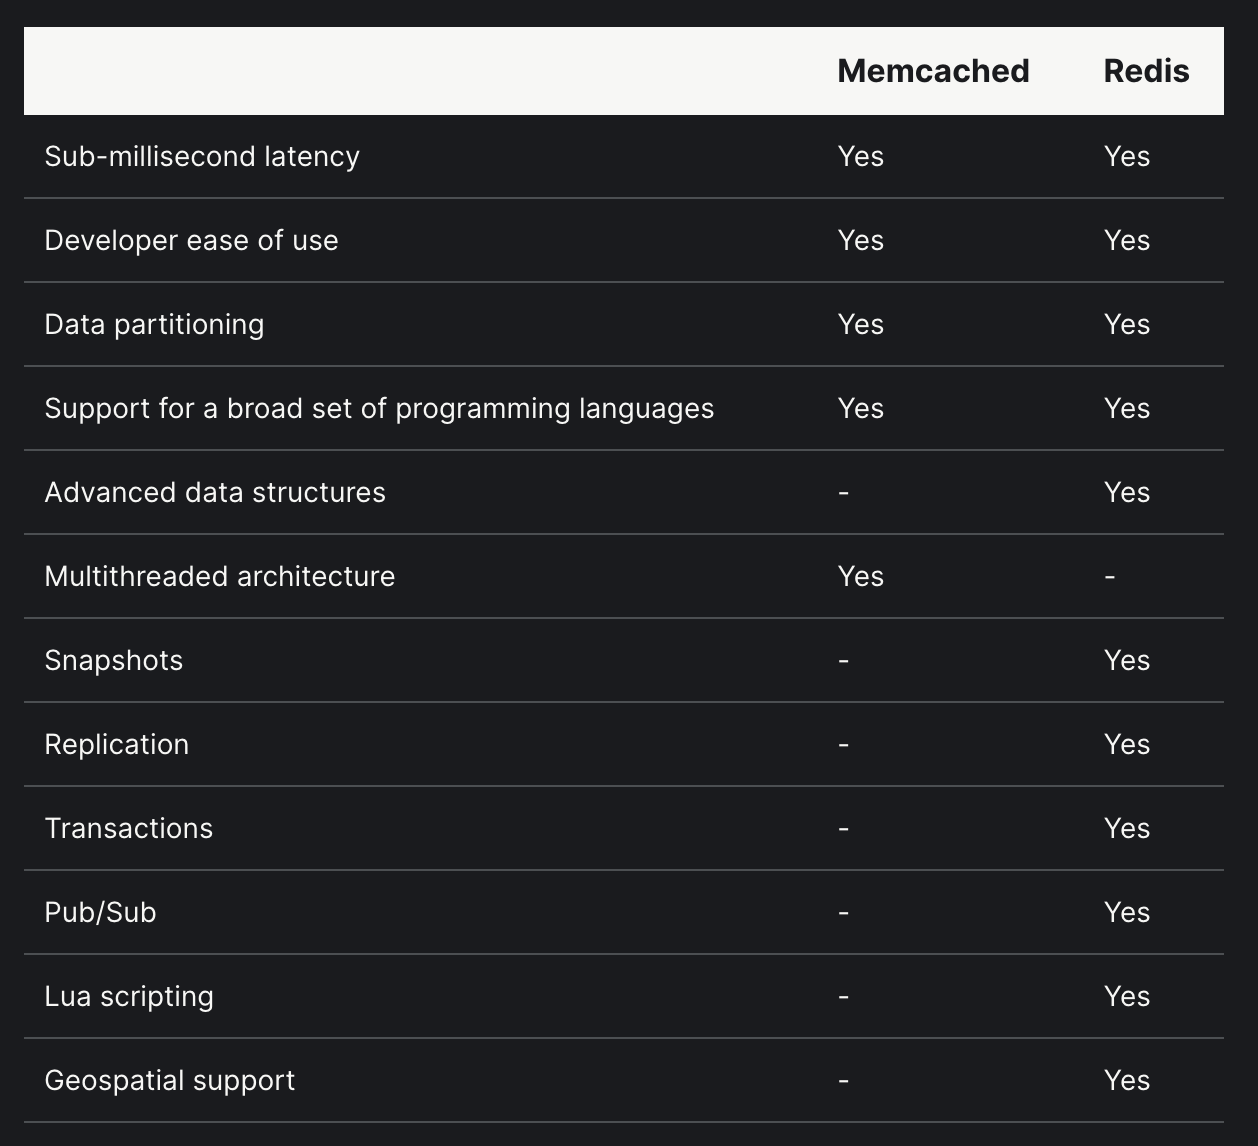 Memcached Redis
Sub-millisecond latency Yes Yes
Developer ease of use Yes Yes
Data partitioning Yes Yes
Support for a broad set of programming languages Yes Yes
Advanced data structures - Yes
Multithreaded architecture Yes -
Snapshots - Yes
Replication - Yes
Transactions - Yes
Pub/Sub - Yes
Lua scripting - Yes
Geospatial support - Yes